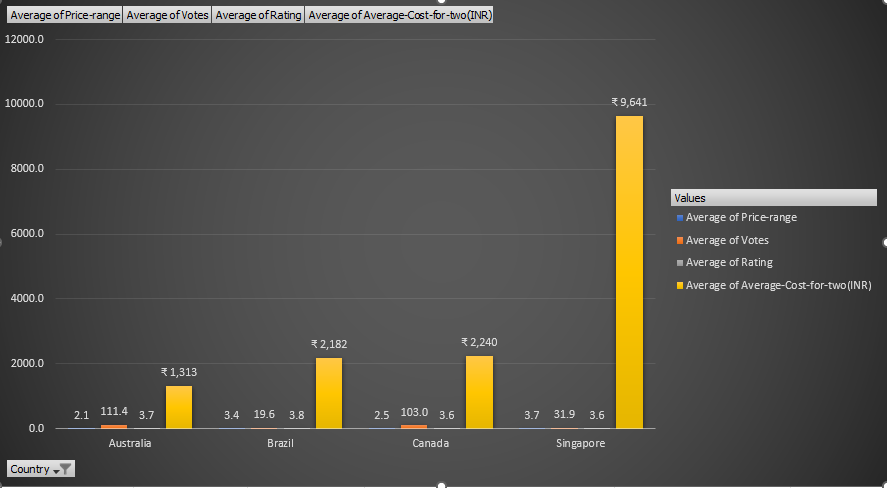 Average of Price-range Average of Votes Average of Rating Average of Average-Cost-for-two(INR)
12000.0
10000.0
8000.0
6000.0
4000.0
2000.0
0.0
2.1 111.4 3.7 ₹ 1,313
3.4 19.6 3.8 ₹ 2,182
2.5 103.0 3.6 ₹ 2,240
3.7 31.9 3.6 ₹ 9,641
Australia Brazil Canada Singapore
Values
Average of Price-range
Average of Votes
Average of Rating
Average of Average-Cost-for-two(INR)
Country